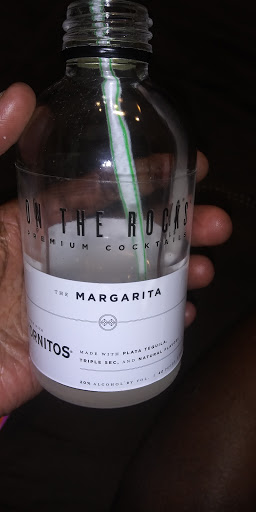 ON THE ROCKS
PREMIUM COCKTAILS
THE MARGARITA
RNITOS
MADE WITH PLATA TEQUILA,
TRIPLE SEC, AND NATURAL FLAVORS
20% ALCOHOL BY VOL.